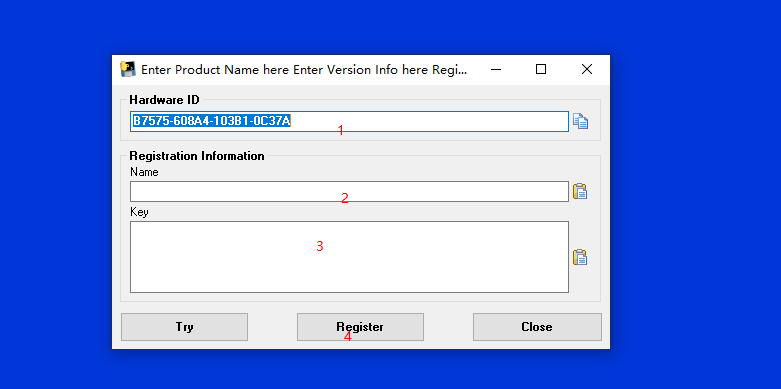 Enter Product Name here Enter Version Info here Regi...
Hardware ID
B7575-608A4-103B1-0C37A
1
Registration Information
Name
2
Key
3
Try Register Close
4